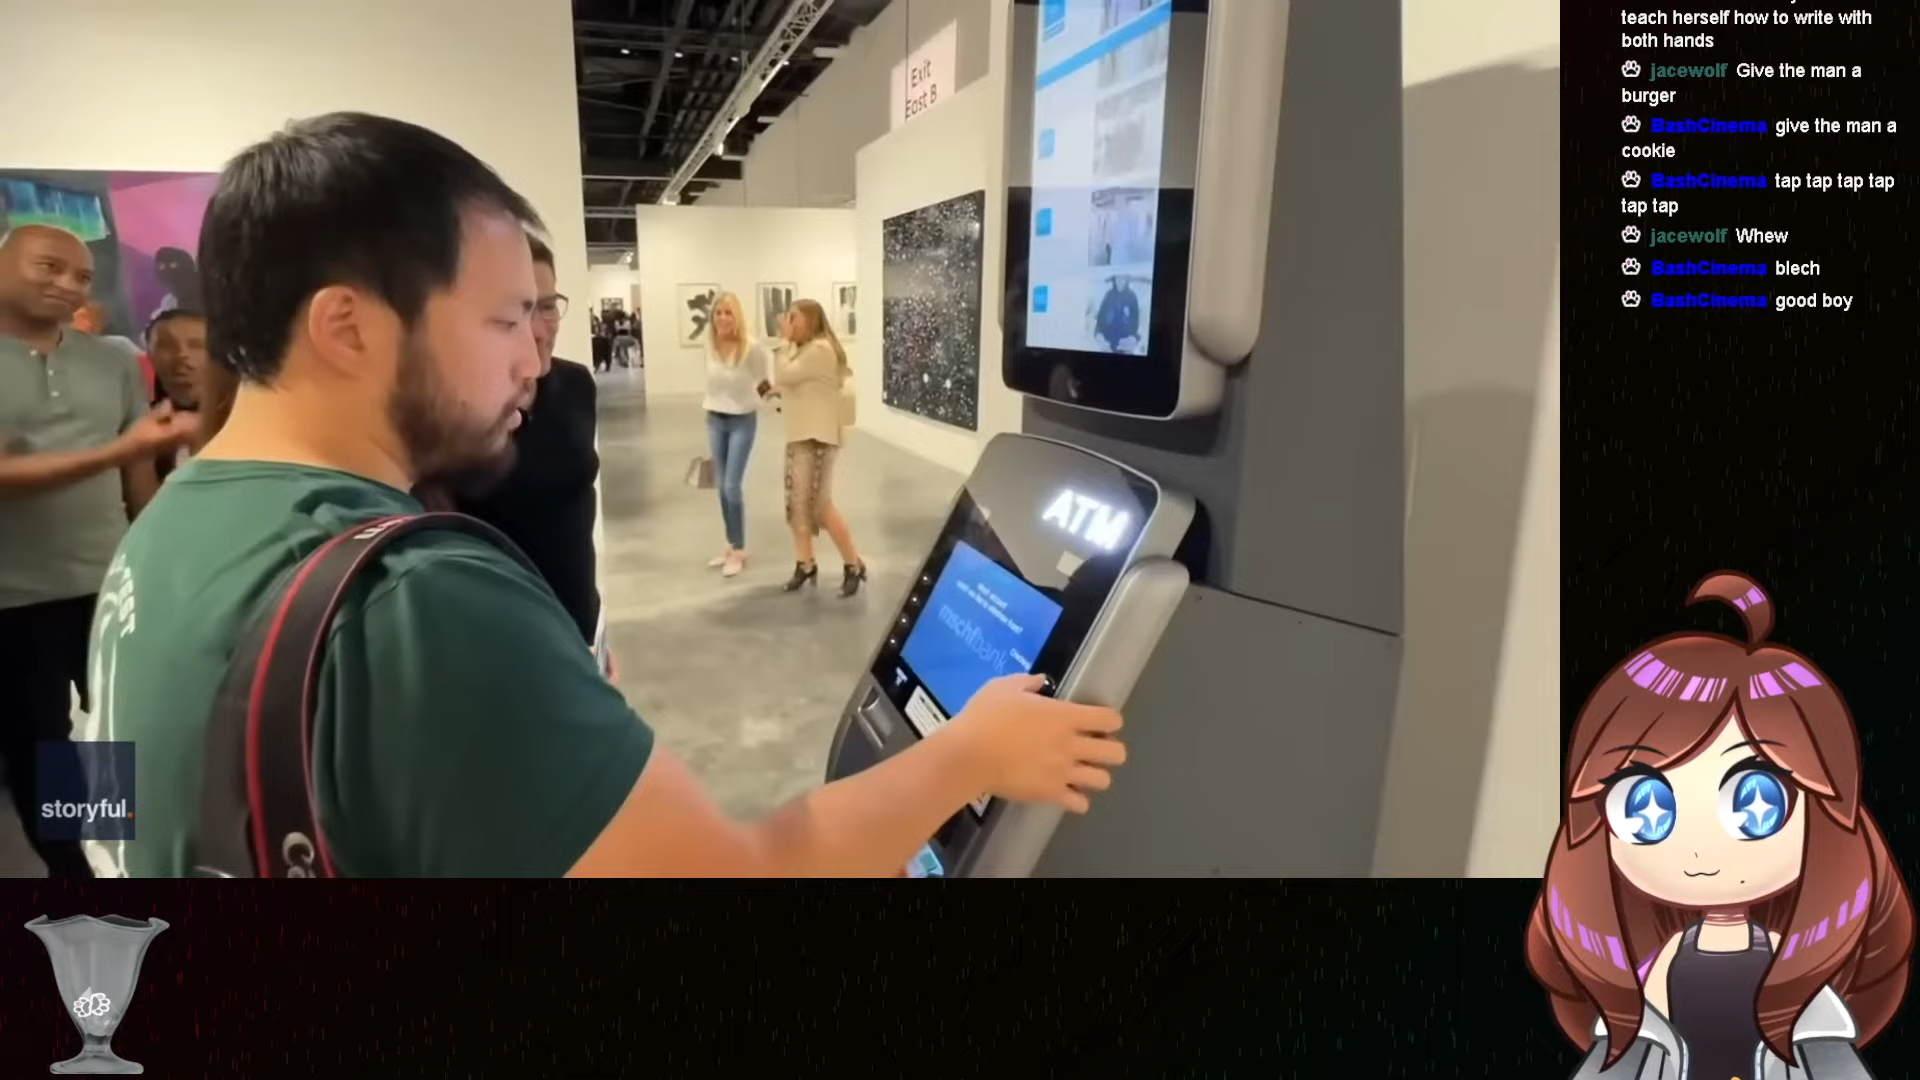 Exit
East B
ATM
mschfbank
storyful.
teach herself how to write with
both hands
jacewolf Give the man a
burger
BashCinema give the man a
cookie
BashCinema tap tap tap tap
tap tap
jacewolf Whew
BashCinema blech
BashCinema good boy